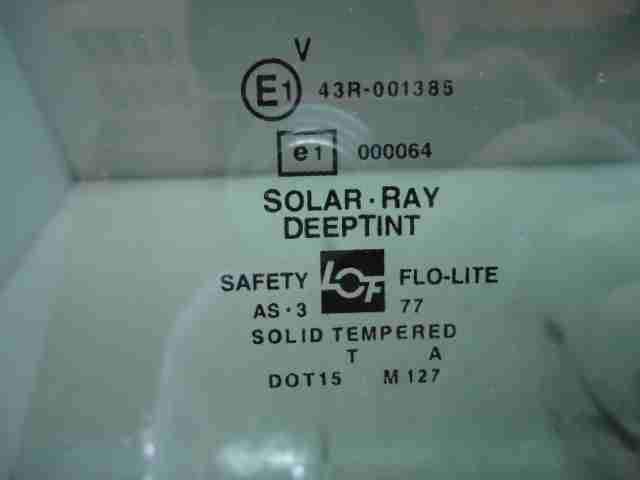 V
E1 43R-001385
e1 000064
SOLAR·RAY
DEEPTINT
SAFETY LOF FLO-LITE
AS·3 77
SOLID TEMPERED
T A
DOT15 M127